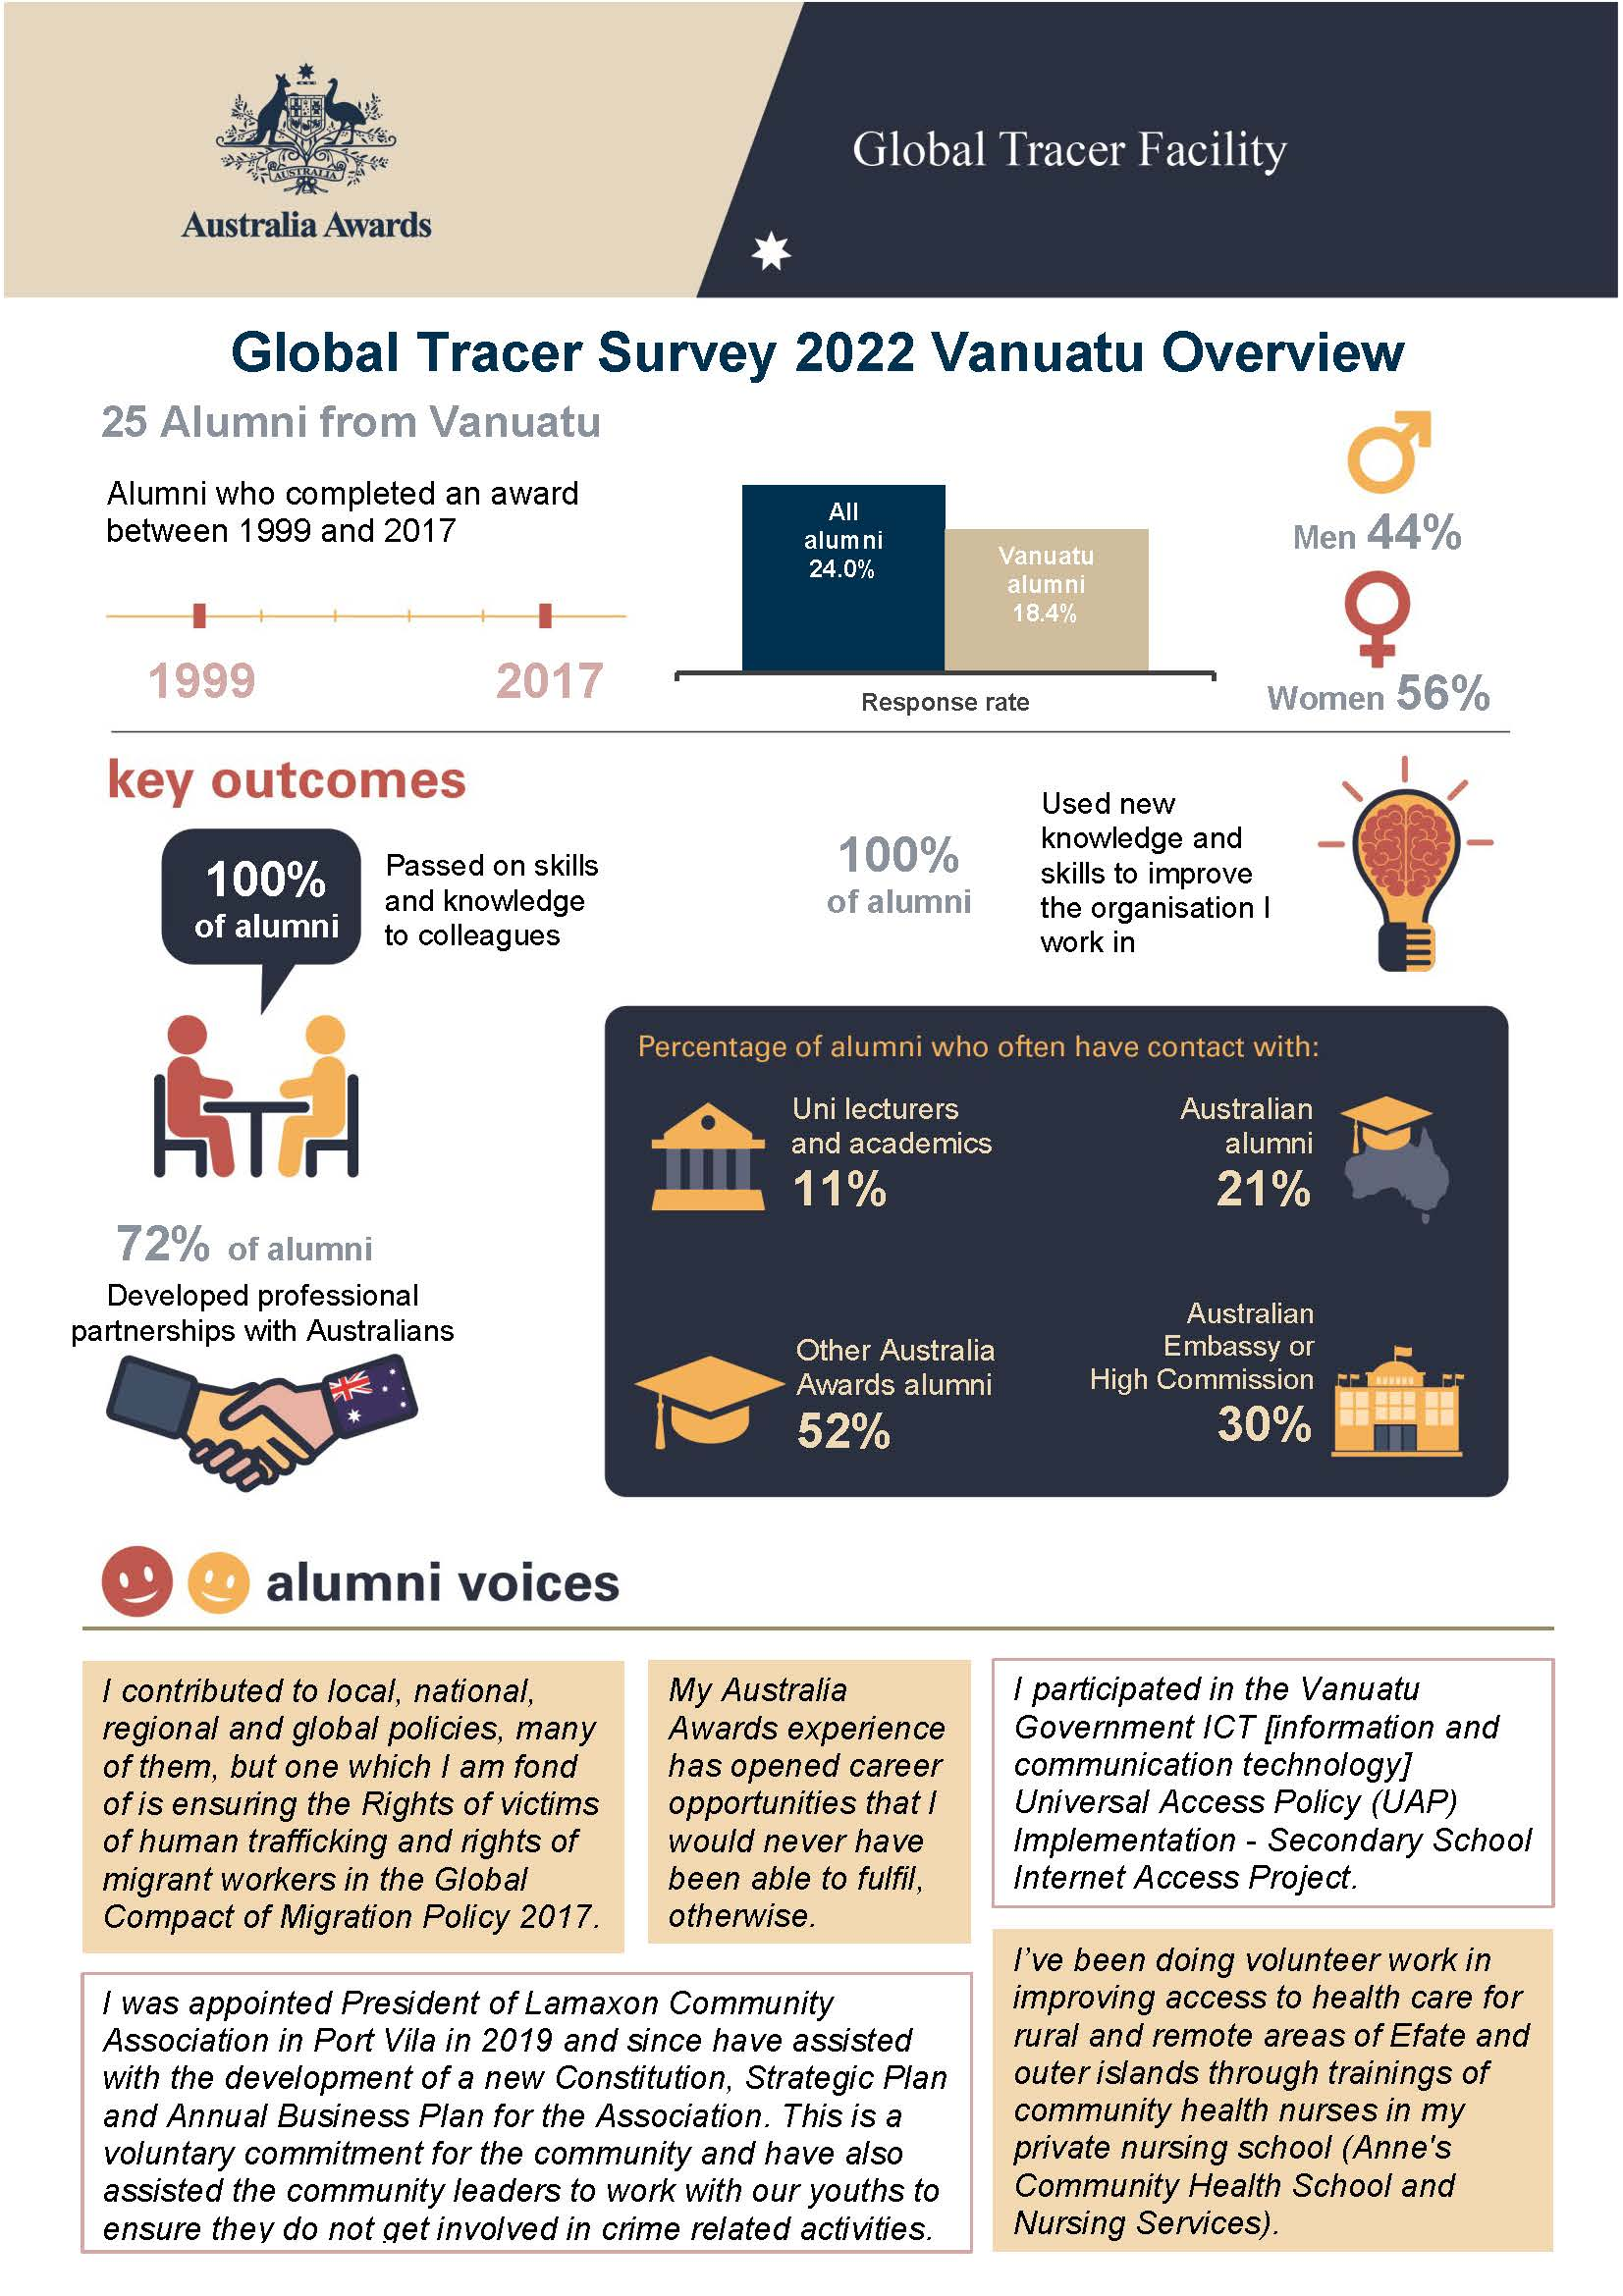 AUSTRALIA
Australia Awards
Global Tracer Facility
Global Tracer Survey 2022 Vanuatu Overview
25 Alumni from Vanuatu
Alumni who completed an award
between 1999 and 2017
1999
2017
All
alumni
24.0%
Vanuatu
alumni
18.4%
Response rate
Men 44%
Women 56%
key outcomes
100%
of alumni
Passed on skills
and knowledge
to colleagues
100%
of alumni
Used new
knowledge and
skills to improve
the organisation I
work in
72% of alumni
Developed professional
partnerships with Australians
Percentage of alumni who often have contact with:
Uni lecturers
and academics
11%
Australian
alumni
21%
Other Australia
Awards alumni
52%
Australian
Embassy or
High Commission
30%
alumni voices
I contributed to local, national,
regional and global policies, many
of them, but one which I am fond
of is ensuring the Rights of victims
of human trafficking and rights of
migrant workers in the Global
Compact of Migration Policy 2017.
My Australia
Awards experience
has opened career
opportunities that I
would never have
been able to fulfil,
otherwise.
I participated in the Vanuatu
Government ICT [information and
communication technology]
Universal Access Policy (UAP)
Implementation - Secondary School
Internet Access Project.
I was appointed President of Lamaxon Community
Association in Port Vila in 2019 and since have assisted
with the development of a new Constitution, Strategic Plan
and Annual Business Plan for the Association. This is a
voluntary commitment for the community and have also
assisted the community leaders to work with our youths to
ensure they do not get involved in crime related activities.
I've been doing volunteer work in
improving access to health care for
rural and remote areas of Efate and
outer islands through trainings of
community health nurses in my
private nursing school (Anne's
Community Health School and
Nursing Services).